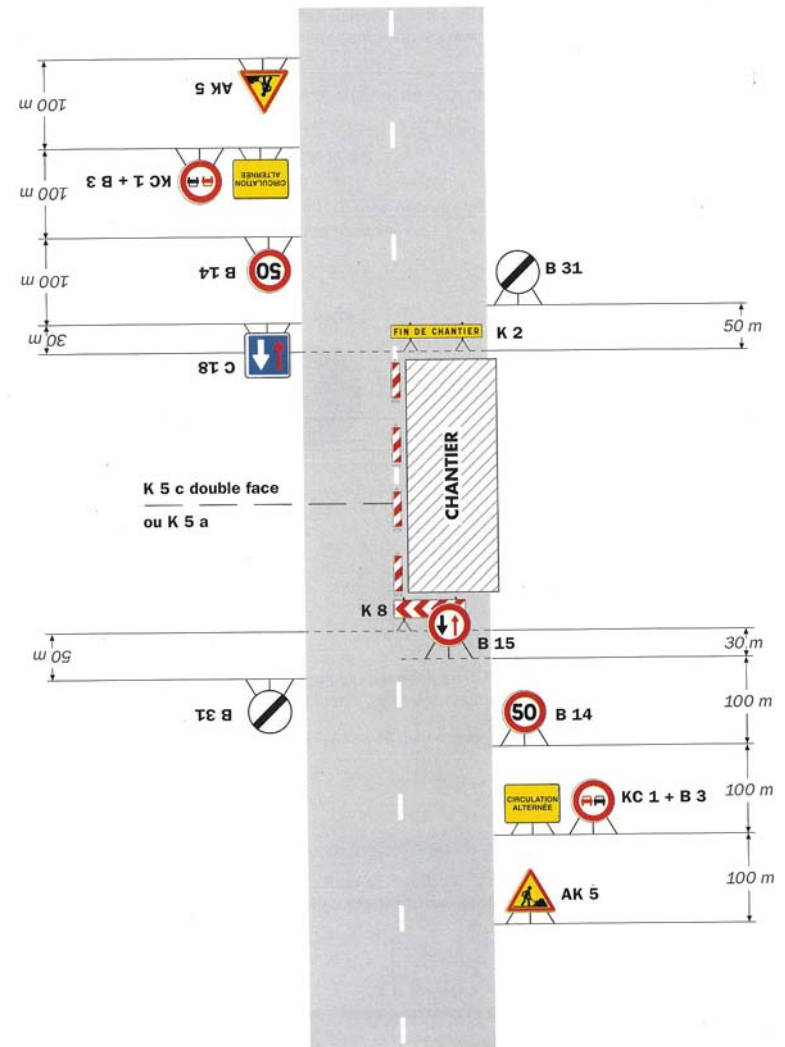 AK 5
100 m
CIRCULATION
ALTERNÉE
KC 1 + B 3
100 m
50
B 14
100 m
B 31
FIN DE CHANTIER
K 2
50 m
30 m
C 18
CHANTIER
K 5 c double face
ou K 5 a
K 8
B 15
50 m
30 m
B 31
50
B 14
100 m
CIRCULATION
ALTERNÉE
KC 1 + B 3
100 m
AK 5
100 m